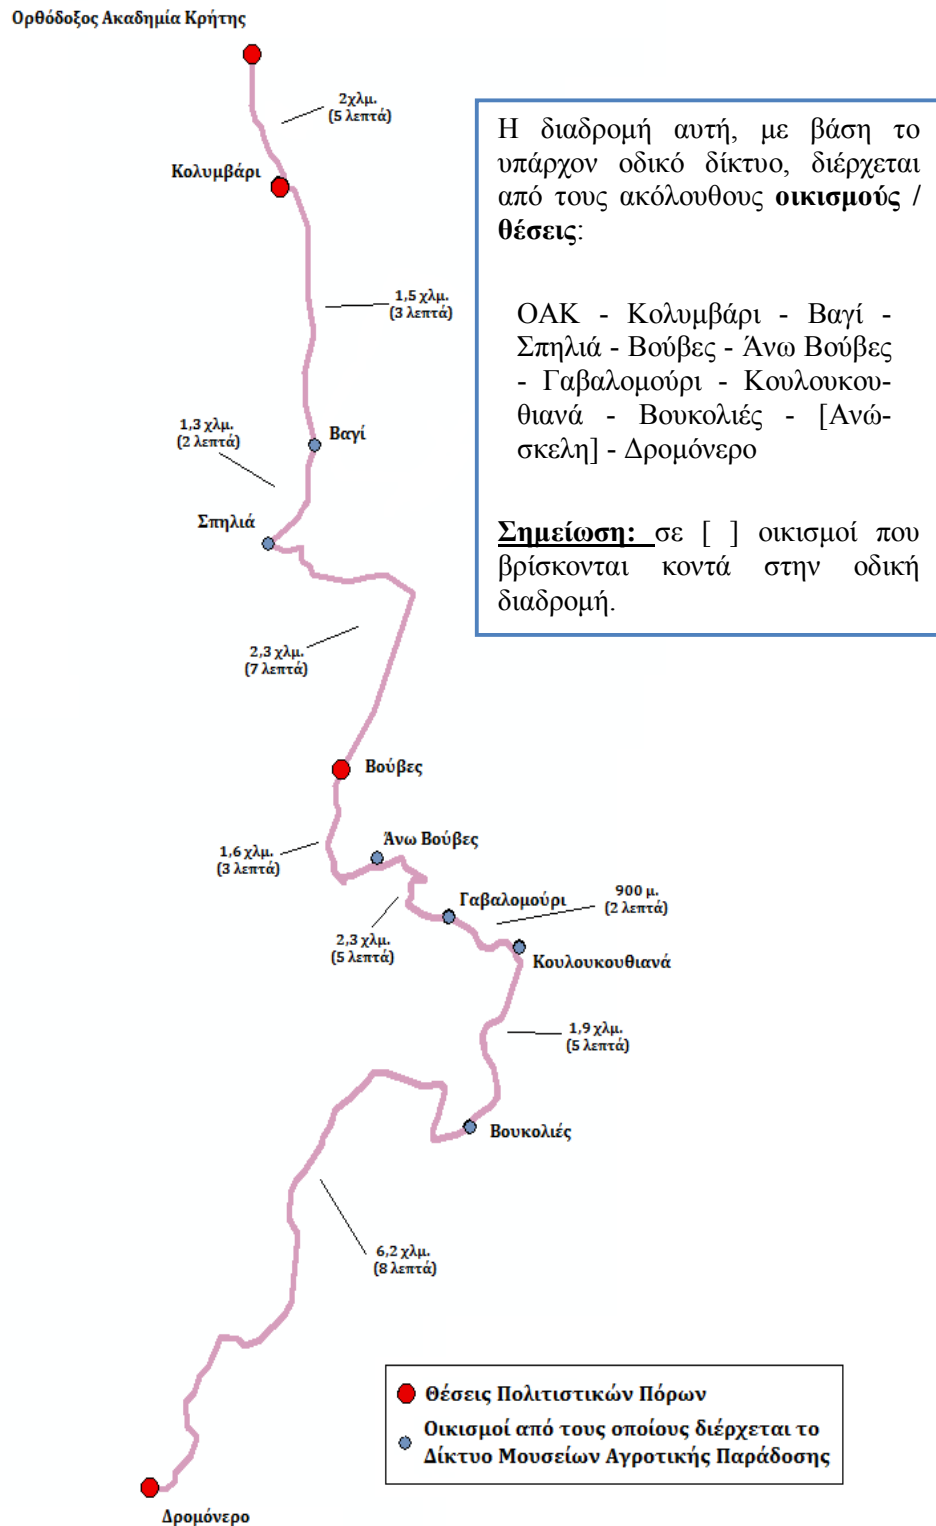 Ορθόδοξος Ακαδημία Κρήτης
2χλμ.
(5 λεπτά)
Κολυμβάρι
Η διαδρομή αυτή, με βάση το
υπάρχον οδικό δίκτυο, διέρχεται
από τους ακόλουθους οικισμούς /
θέσεις:
ΟΑΚ - Κολυμβάρι - Βαγί -
Σπηλιά - Βούβες - Άνω Βούβες
- Γαβαλομούρι - Κουλουκου-
θιανά - Βουκολιές - [Ανώ-
σκελη] - Δρομόνερο
Σημείωση: σε [ ] οικισμοί που
βρίσκονται κοντά στην οδική
διαδρομή.
1,5 χλμ.
(3 λεπτά)
1,3 χλμ.
(2 λεπτά)
Βαγί
Σπηλιά
2,3 χλμ.
(7 λεπτά)
Βούβες
1,6 χλμ.
(3 λεπτά)
Άνω Βούβες
Γαβαλομούρι
900 μ.
(2 λεπτά)
2,3 χλμ.
(5 λεπτά)
Κουλουκουθιανά
1,9 χλμ.
(5 λεπτά)
Βουκολιές
6,2 χλμ.
(8 λεπτά)
Θέσεις Πολιτιστικών Πόρων
Οικισμοί από τους οποίους διέρχεται το
Δίκτυο Μουσείων Αγροτικής Παράδοσης
Δρομόνερο